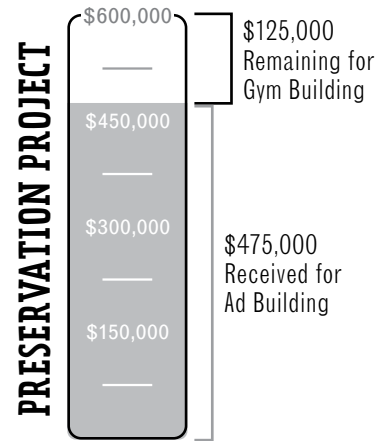 PRESERVATION PROJECT
$600,000
$450,000
$300,000
$150,000
$125,000
Remaining for
Gym Building
$475,000
Received for
Ad Building